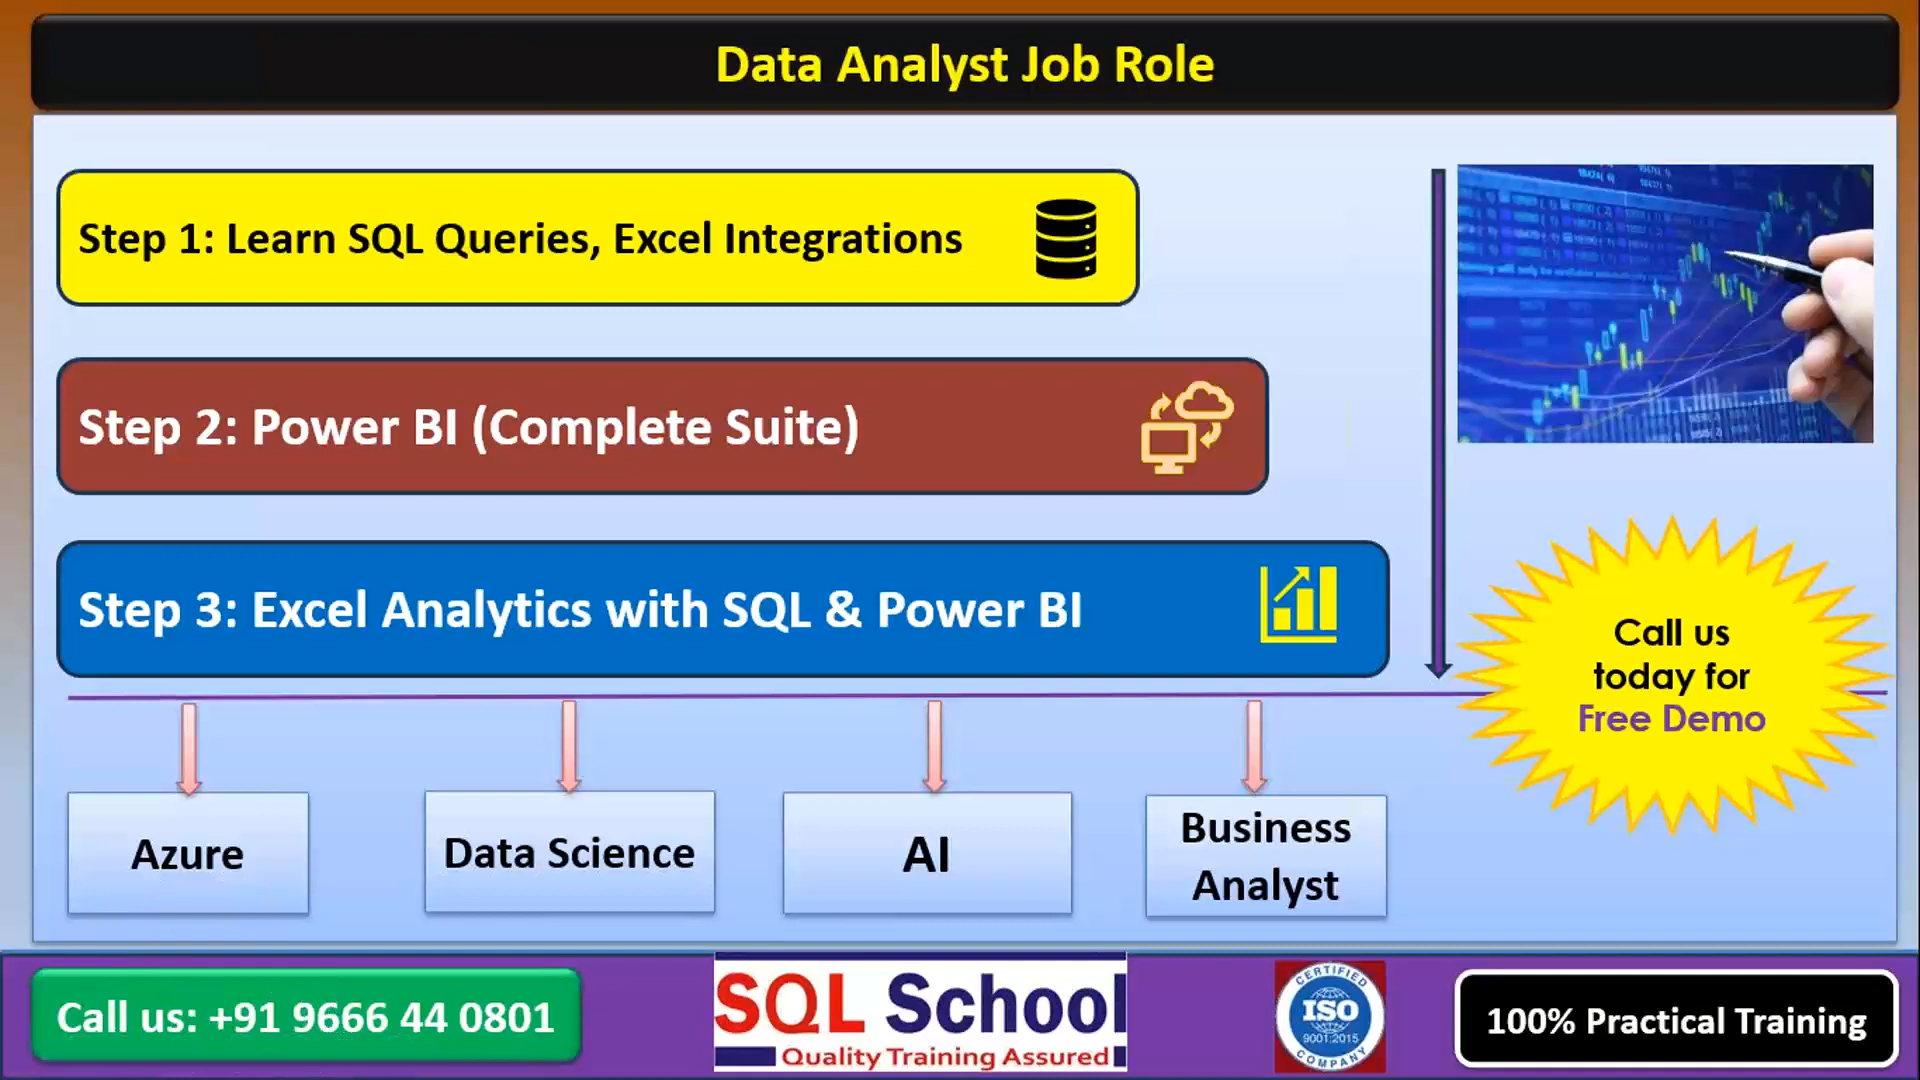 Data Analyst Job Role
Step 1: Learn SQL Queries, Excel Integrations
Step 2: Power BI (Complete Suite)
Step 3: Excel Analytics with SQL & Power BI
Call us
today for
Free Demo
Azure
Data Science
AI
Business
Analyst
Call us: +91 9666 44 0801
SQL School
Quality Training Assured
CERTIFIED
ISO
9001:2015
COMPANY
100% Practical Training